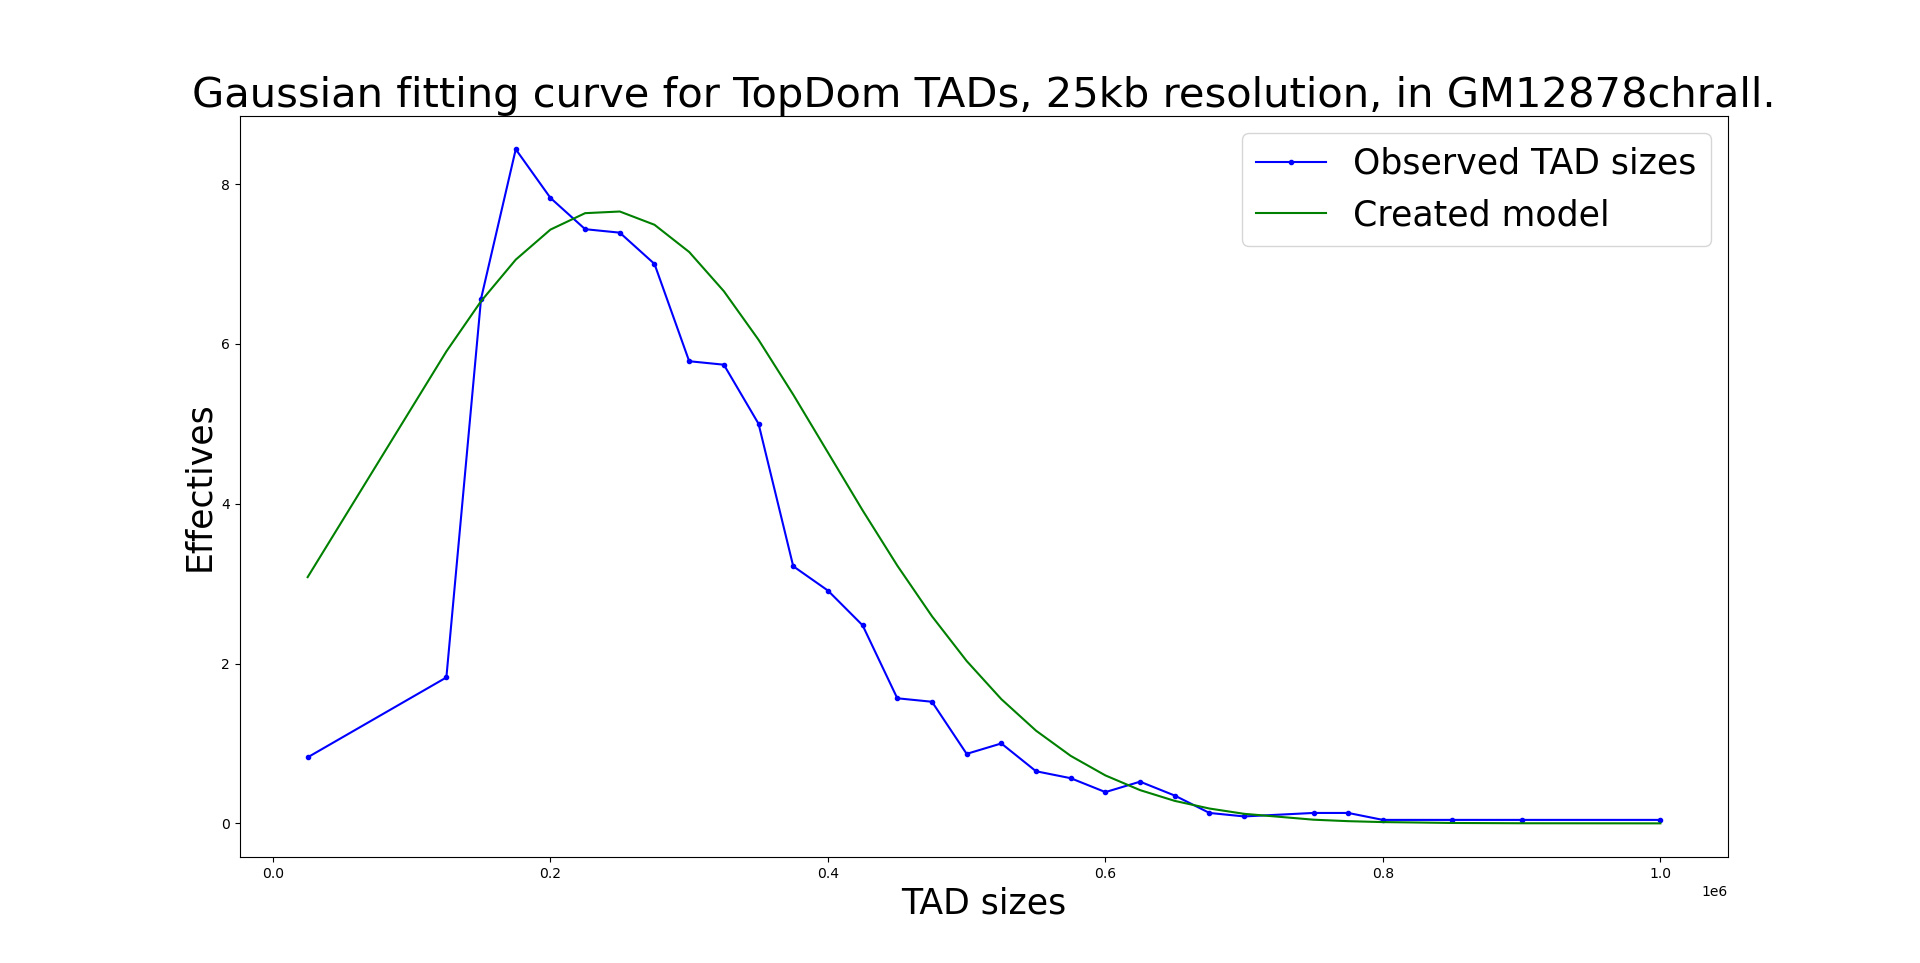 Gaussian fitting curve for TopDom TADs, 25kb resolution, in GM12878chrall.
Observed TAD sizes
Created model
Effectives
8
6
4
2
0
0.0 0.2 0.4 0.6 0.8 1.0
1e6
TAD sizes